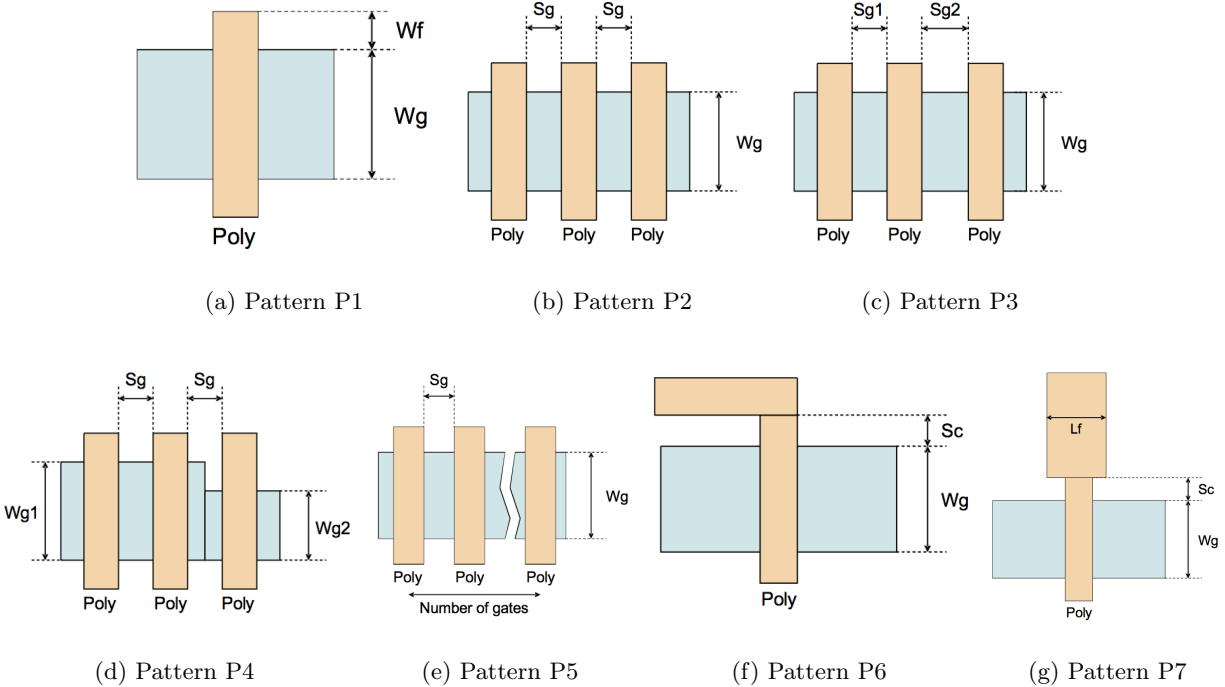 Wf
Wg
Poly
(a) Pattern P1
Sg Sg
Wg
Poly Poly Poly
(b) Pattern P2
Sg1 Sg2
Wg
Poly Poly Poly
(c) Pattern P3
Sg Sg
Wg1
Wg2
Poly Poly Poly
(d) Pattern P4
Sg
Wg
Poly Poly Poly
Number of gates
(e) Pattern P5
Sc
Wg
Poly
(f) Pattern P6
Lf
Sc
Wg
Poly
(g) Pattern P7